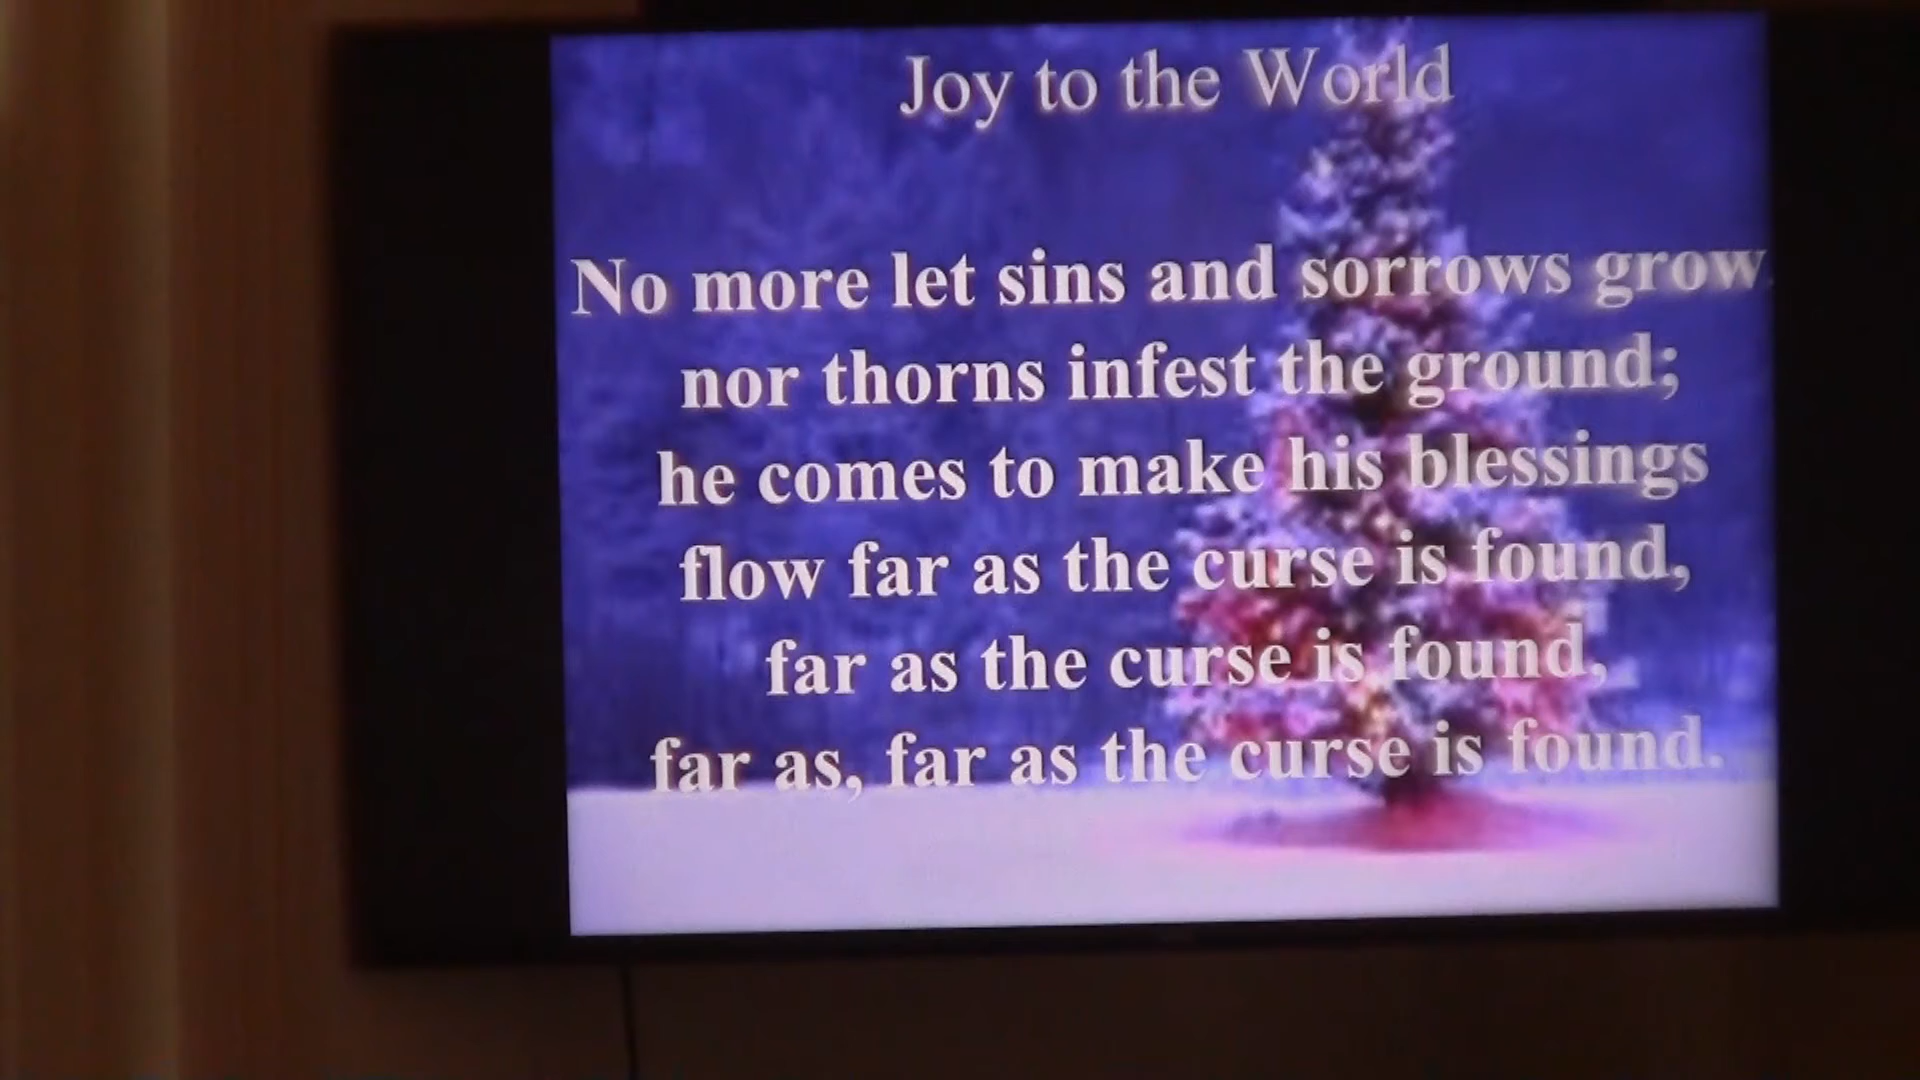 Joy to the World
No more let sins and sorrows grow,
nor thorns infest the ground;
he comes to make his blessings
flow far as the curse is found,
far as the curse is found,
far as, far as the curse is found.